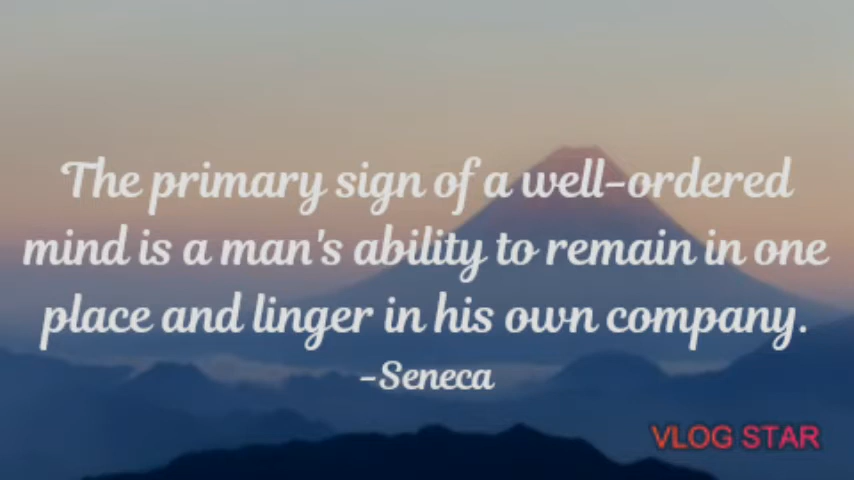 The primary sign of a well-ordered
mind is a man's ability to remain in one
place and linger in his own company.
-Seneca
VLOG STAR